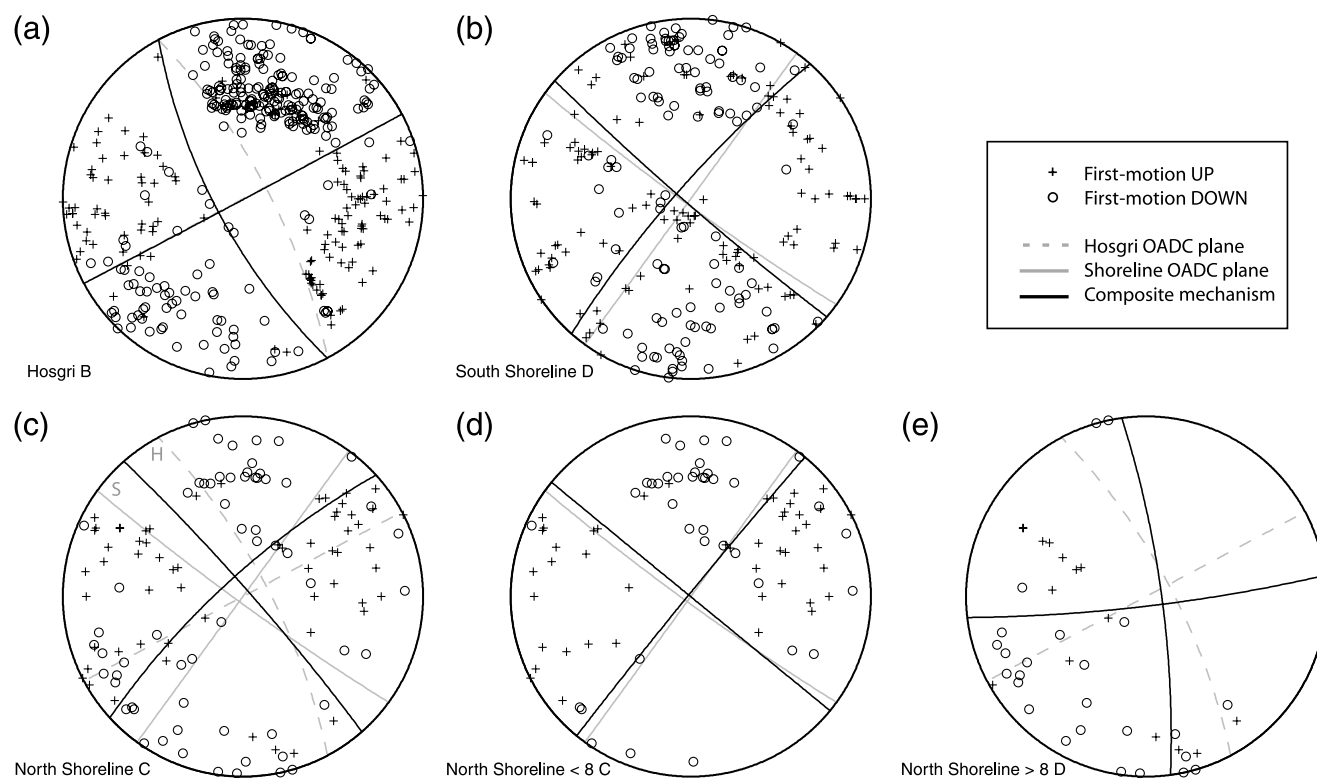 (a)
(b)
Hosgri B
South Shoreline D
First-motion UP
First-motion DOWN
Hosgri OADC plane
Shoreline OADC plane
Composite mechanism
(c)
(d)
(e)
H
S
North Shoreline C
North Shoreline < 8 C
North Shoreline > 8 D